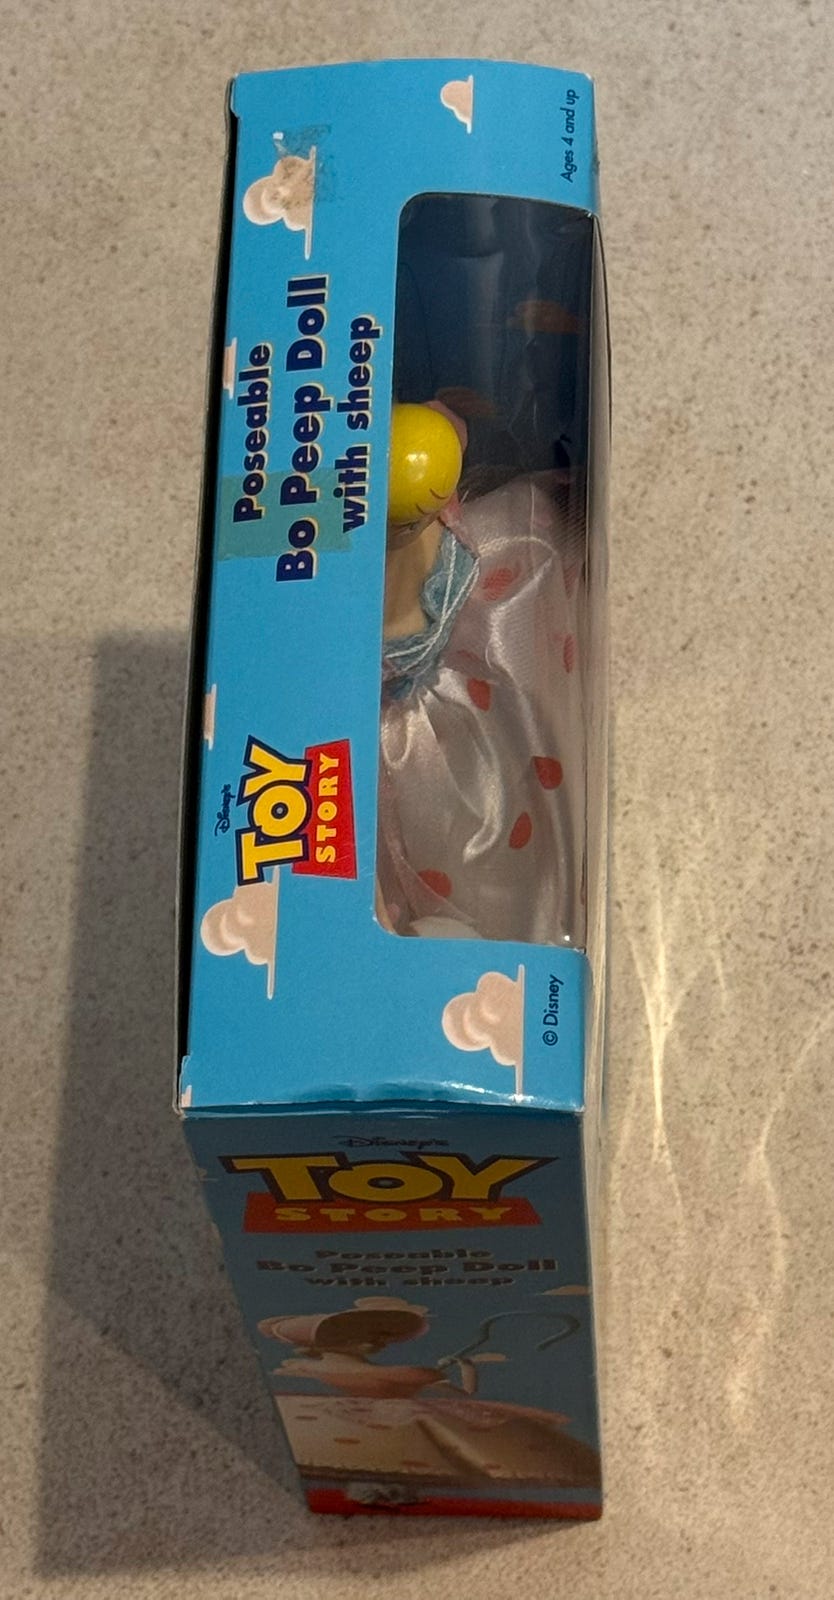 Ages 4 and up
Poseable
Bo Peep Doll
with sheep
Disney's
TOY
STORY
© Disney
Disney's
TOY
STORY
Poseable
Bo Peep Doll
with sheep